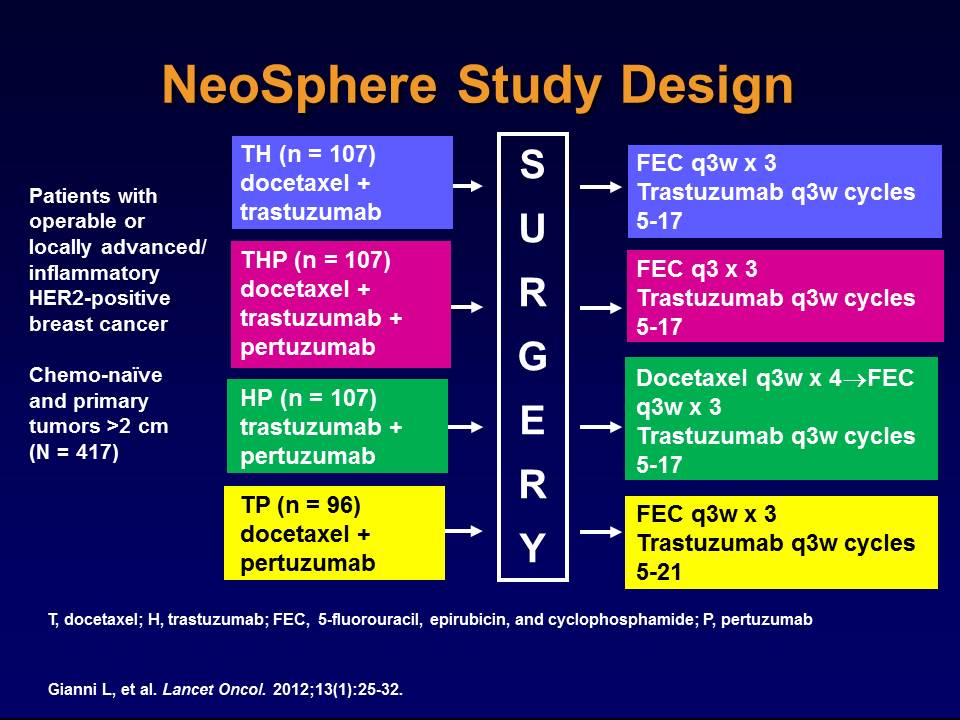 NeoSphere Study Design
Patients with
operable or
locally advanced/
inflammatory
HER2-positive
breast cancer
Chemo-naïve
and primary
tumors >2 cm
(N = 417)
TH (n = 107)
docetaxel +
trastuzumab
THP (n = 107)
docetaxel +
trastuzumab +
pertuzumab
HP (n = 107)
trastuzumab +
pertuzumab
TP (n = 96)
docetaxel +
pertuzumab
S
U
R
G
E
R
Y
FEC q3w x 3
Trastuzumab q3w cycles
5-17
FEC q3 x 3
Trastuzumab q3w cycles
5-17
Docetaxel q3w x 4→FEC
q3w x 3
Trastuzumab q3w cycles
5-17
FEC q3w x 3
Trastuzumab q3w cycles
5-21
T, docetaxel; H, trastuzumab; FEC, 5-fluorouracil, epirubicin, and cyclophosphamide; P, pertuzumab
Gianni L, et al. Lancet Oncol. 2012;13(1):25-32.